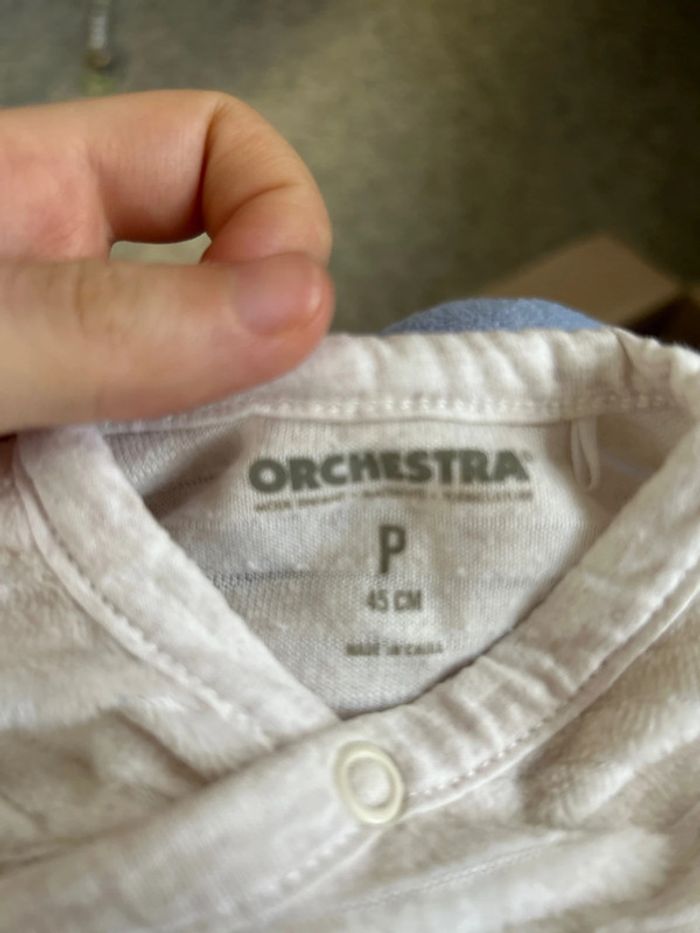 ORCHESTRA
P
45 CM
MADE IN CHINA